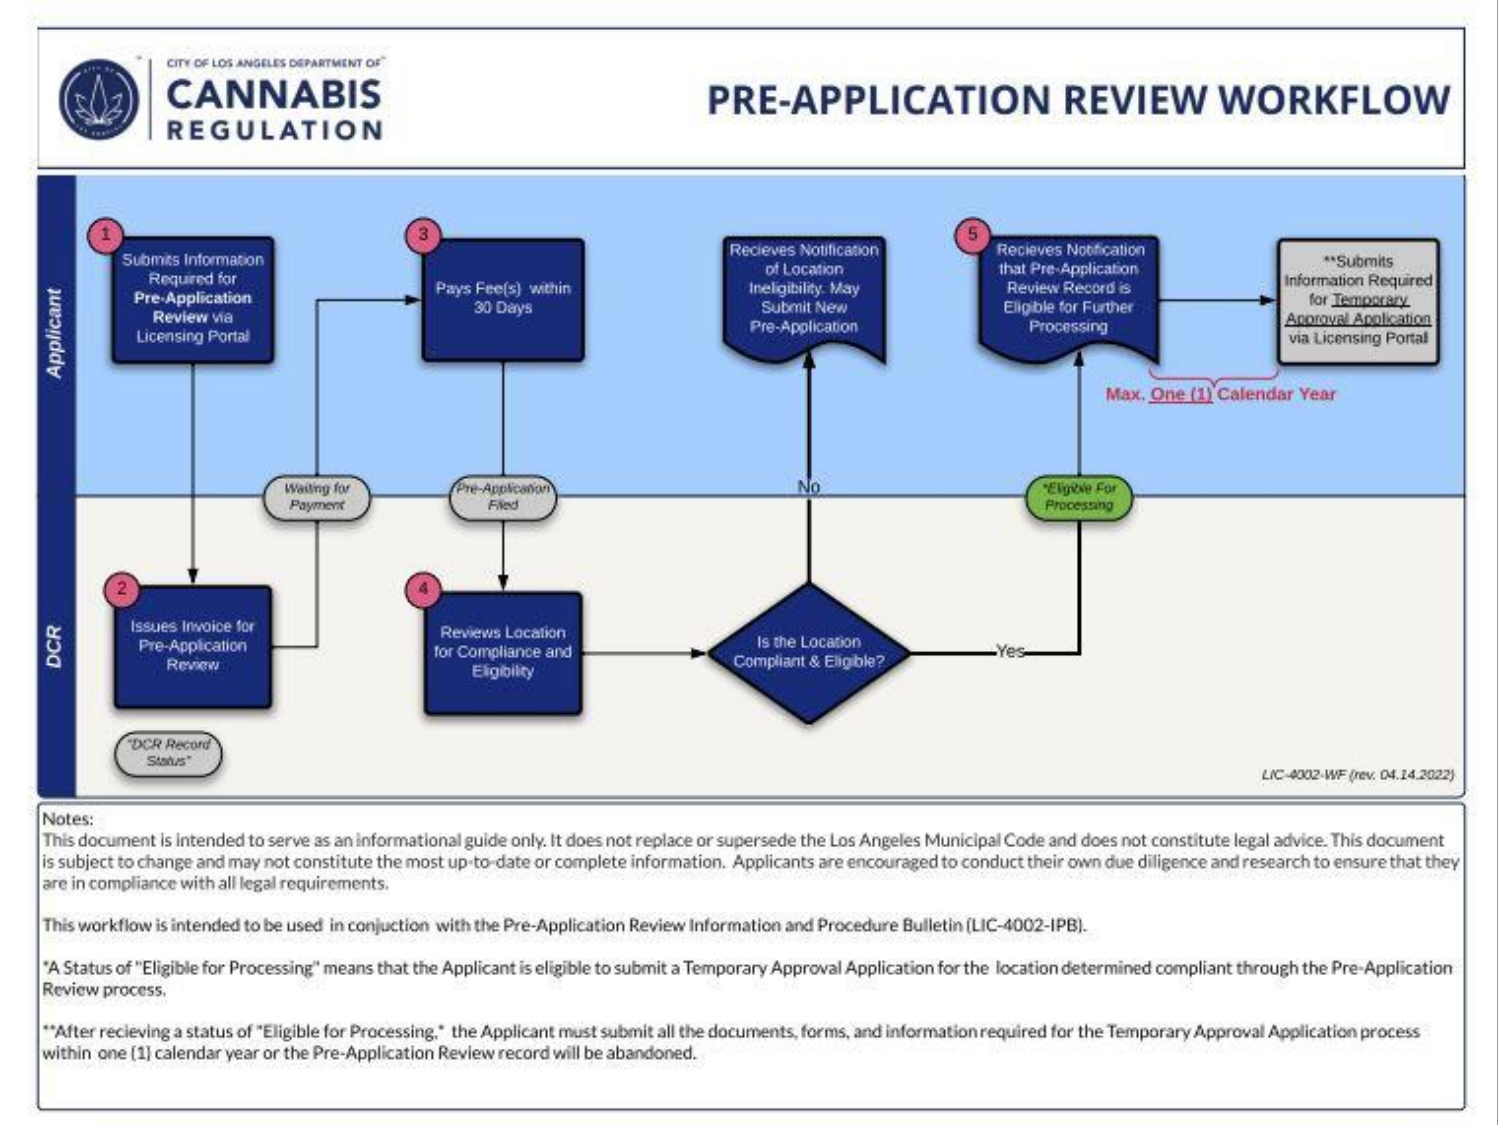 CITY OF LOS ANGELES DEPARTMENT OF
CANNABIS
REGULATION
PRE-APPLICATION REVIEW WORKFLOW
Applicant
1
Submits Information
Required for
Pre-Application
Review via
Licensing Portal
3
Pays Fee(s) within
30 Days
Recieves Notification
of Location
Ineligibility. May
Submit New
Pre-Application
5
Recieves Notification
that Pre-Application
Review Record is
Eligible for Further
Processing
**Submits
Information Required
for Temporary
Approval Application
via Licensing Portal
Max. One (1) Calendar Year
Waiting for
Payment
Pre-Application
Filed
No
*Eligible For
Processing
DCR
2
Issues Invoice for
Pre-Application
Review
4
Reviews Location
for Compliance and
Eligibility
Is the Location
Compliant & Eligible?
Yes
"DCR Record
Status"
LIC-4002-WF (rev. 04.14.2022)
Notes:
This document is intended to serve as an informational guide only. It does not replace or supersede the Los Angeles Municipal Code and does not constitute legal advice. This document
is subject to change and may not constitute the most up-to-date or complete information. Applicants are encouraged to conduct their own due diligence and research to ensure that they
are in compliance with all legal requirements.
This workflow is intended to be used in conjuction with the Pre-Application Review Information and Procedure Bulletin (LIC-4002-IPB).
*A Status of "Eligible for Processing" means that the Applicant is eligible to submit a Temporary Approval Application for the location determined compliant through the Pre-Application
Review process.
**After recieving a status of "Eligible for Processing," the Applicant must submit all the documents, forms, and information required for the Temporary Approval Application process
within one (1) calendar year or the Pre-Application Review record will be abandoned.